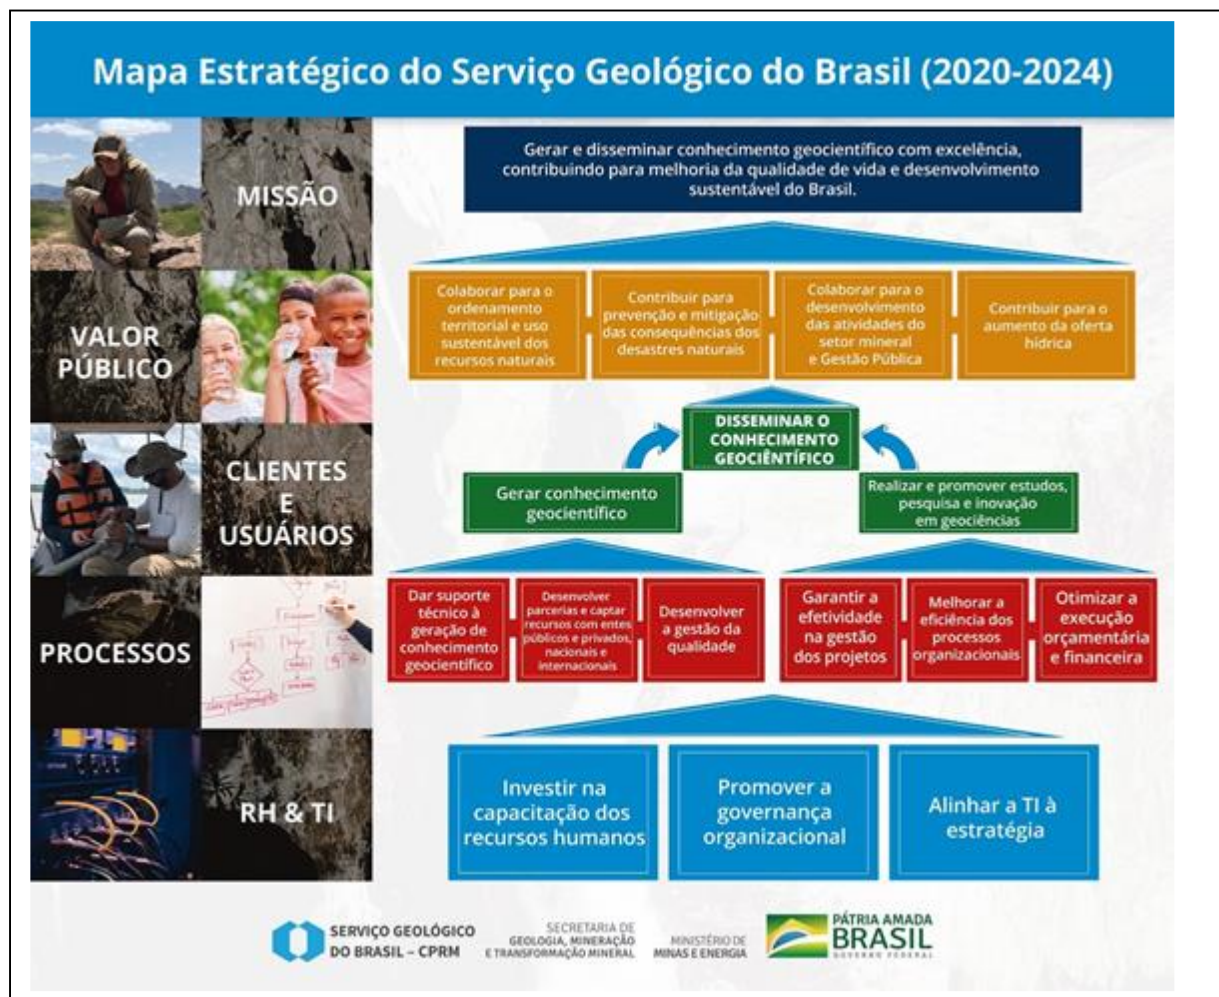 Mapa Estratégico do Serviço Geológico do Brasil (2020-2024)
MISSÃO
Gerar e disseminar conhecimento geocientífico com excelência,
contribuindo para melhoria da qualidade de vida e desenvolvimento
sustentável do Brasil.
VALOR
PÚBLICO
Colaborar para o
ordenamento
territorial e uso
sustentável dos
recursos naturais
Contribuir para
prevenção e mitigação
das consequências dos
desastres naturais
Colaborar para o
desenvolvimento
das atividades do
setor mineral
e Gestão Pública
Contribuir para o
aumento da oferta
hídrica
CLIENTES
E
USUÁRIOS
DISSEMINAR O
CONHECIMENTO
GEOCIÊNTÍFICO
Gerar conhecimento
geocientífico
Realizar e promover estudos,
pesquisa e inovação
em geociências
PROCESSOS
Dar suporte
técnico à
geração de
conhecimento
geocientífico
Desenvolver
parcerias e captar
recursos com entes
públicos e privados,
nacionais e
internacionais
Desenvolver
a gestão da
qualidade
Garantir a
efetividade
na gestão
dos projetos
Melhorar a
eficiência dos
processos
organizacionais
Otimizar a
execução
orçamentária
e financeira
RH & TI
Investir na
capacitação dos
recursos humanos
Promover a
governança
organizacional
Alinhar a TI à
estratégia
SERVIÇO GEOLÓGICO
DO BRASIL – CPRM
SECRETARIA DE
GEOLOGIA, MINERAÇÃO
E TRANSFORMAÇÃO MINERAL
MINISTÉRIO DE
MINAS E ENERGIA
PÁTRIA AMADA
BRASIL
GOVERNO FEDERAL